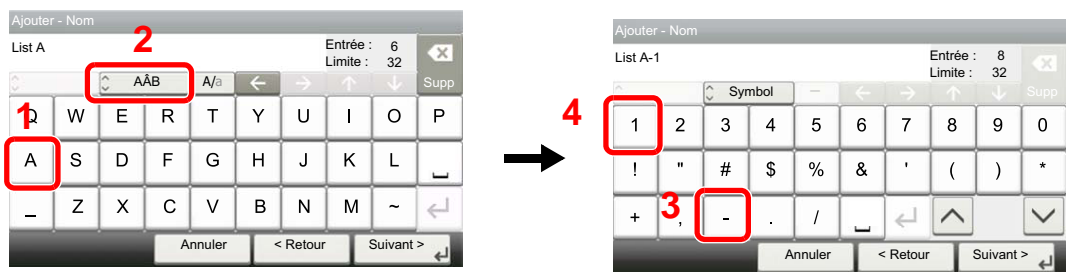 Ajouter - Nom
2
List A
Entrée : 6
Limite : 32
AÂB A/a Supp
1
Q W E R T Y U I O P
A S D F G H J K L
_ Z X C V B N M ~
Annuler < Retour Suivant >
Ajouter - Nom
List A-1
Entrée : 8
Limite : 32
Symbol Supp
4
1 2 3 4 5 6 7 8 9 0
! " # $ % & ' ( ) *
3
+ , - . /
Annuler < Retour Suivant >